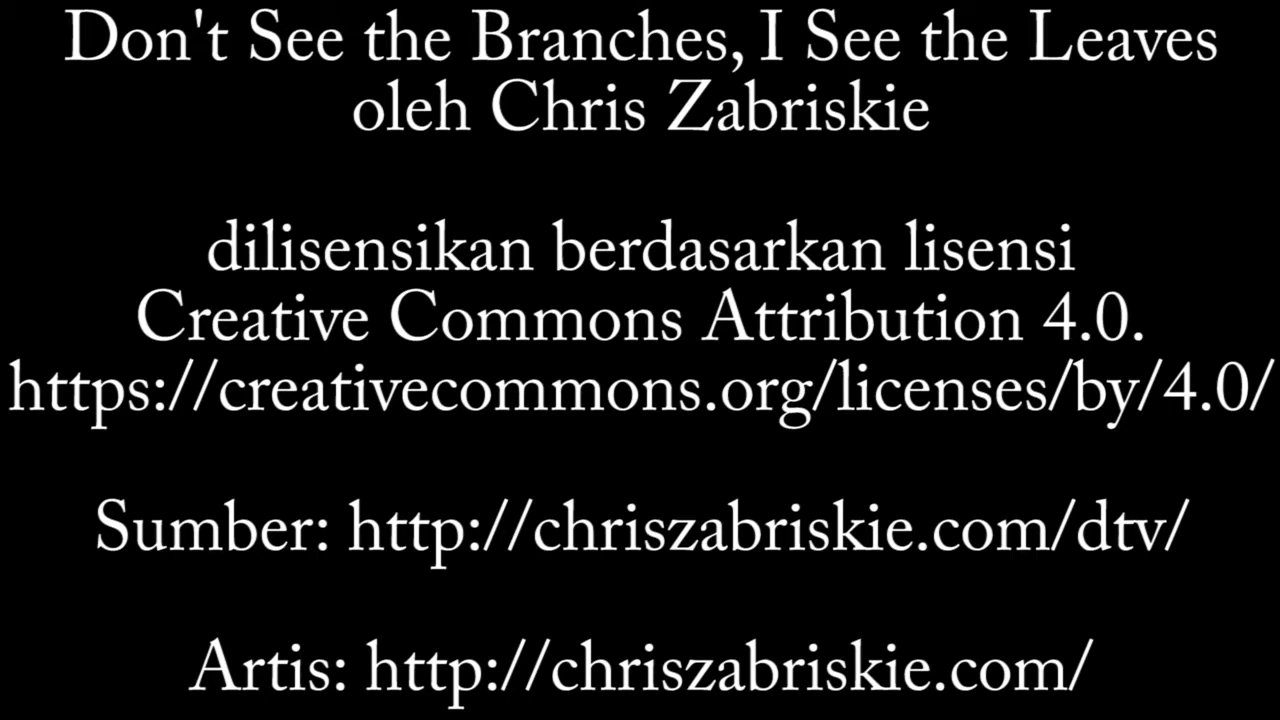 Don't See the Branches, I See the Leaves
oleh Chris Zabriskie
dilisensikan berdasarkan lisensi
Creative Commons Attribution 4.0.
https://creativecommons.org/licenses/by/4.0/
Sumber: http://chriszabriskie.com/dtv/
Artis: http://chriszabriskie.com/